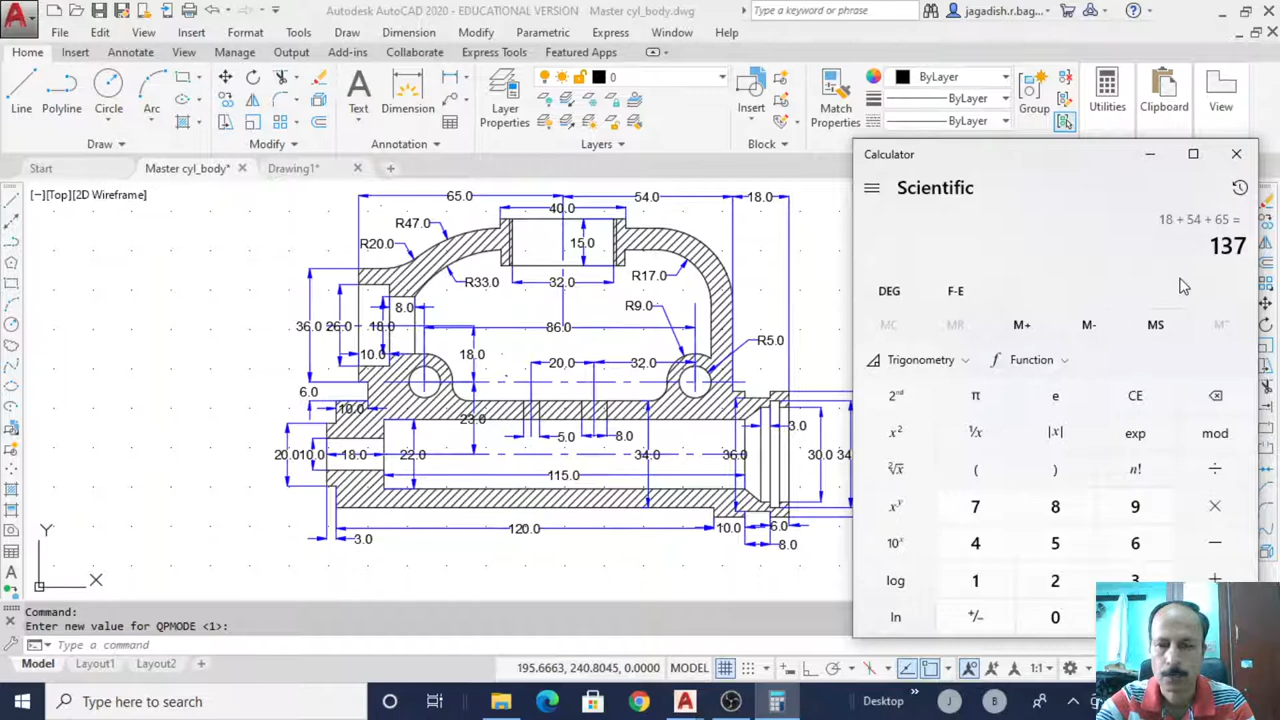 Autodesk AutoCAD 2020 - EDUCATIONAL VERSION Master cyl_body.dwg
Type a keyword or phrase
jagadish.r.bag...
File Edit View Insert Format Tools Draw Dimension Modify Parametric Express Window Help
Home Insert Annotate View Manage Output Add-ins Collaborate Express Tools Featured Apps
Line Polyline Circle Arc
Text Dimension
Layer Properties
0
Insert
Match Properties
ByLayer
ByLayer
ByLayer
Group
Utilities
Clipboard
View
Draw Modify Annotation Layers Block
Start Master cyl_body* Drawing1*
[−][Top][2D Wireframe]
65.0 54.0 18.0
40.0
R47.0
R20.0
15.0
R33.0
32.0
R17.0
8.0
R9.0
36.0 26.0 18.0
86.0
R5.0
10.0
18.0
20.0 32.0
6.0
10.0
23.0
3.0
5.0 8.0
20.0 10.0 18.0 22.0
34.0
36.0
30.0
34
115.0
120.0
10.0
6.0
3.0
8.0
Y
X
Calculator
Scientific
18 + 54 + 65 =
137
DEG F-E
MC MR M+ M- MS
Trigonometry Function
2ⁿᵈ π e CE
x² ¹⁄x |x| exp mod
²√x ( ) n! ÷
xʸ 7 8 9 ×
10ˣ 4 5 6 −
log 1 2 3 +
ln +/− 0
Command:
Enter new value for QPMODE <1>:
Type a command
Model Layout1 Layout2
195.6663, 240.8045, 0.0000 MODEL
1:1
Type here to search
Desktop
J
B